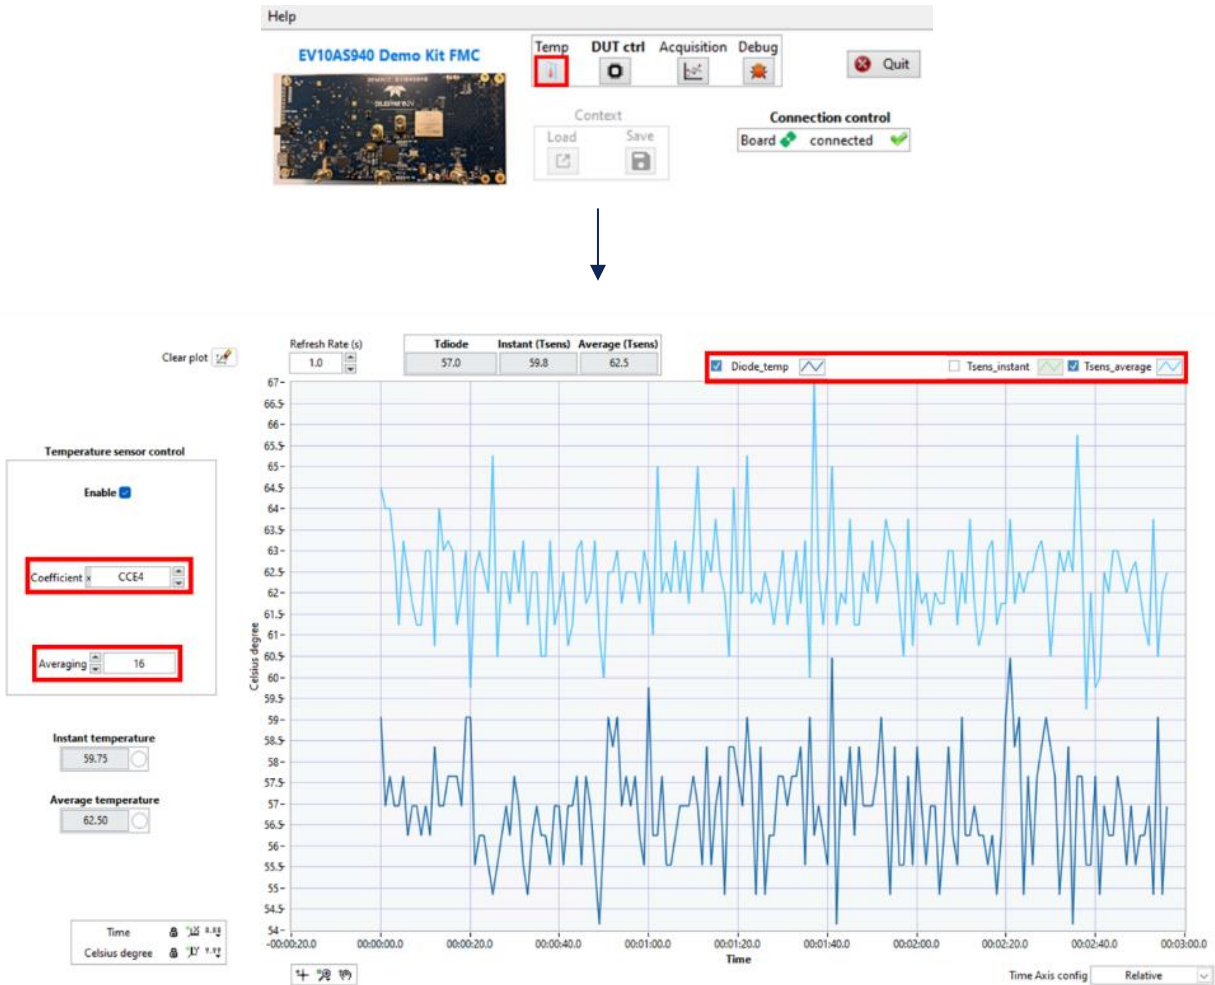 Help
EV10AS940 Demo Kit FMC
Temp DUT ctrl Acquisition Debug
Quit
Context
Load Save
Connection control
Board connected
Clear plot
Refresh Rate (s)
1.0
Tdiode Instant (Tsens) Average (Tsens)
57.0 59.8 62.5
Diode_temp Tsens_instant Tsens_average
Temperature sensor control
Enable
Coefficient x CCE4
Averaging 16
Instant temperature
59.75
Average temperature
62.50
Time
Celsius degree
67
66.5
66
65.5
65
64.5
64
63.5
63
62.5
62
61.5
61
60.5
60
59.5
59
58.5
58
57.5
57
56.5
56
55.5
55
54.5
54
Celsius degree
-00:00:20.0 00:00:00.0 00:00:20.0 00:00:40.0 00:01:00.0 00:01:20.0 00:01:40.0 00:02:00.0 00:02:20.0 00:02:40.0 00:03:00.0
Time
Time Axis config Relative